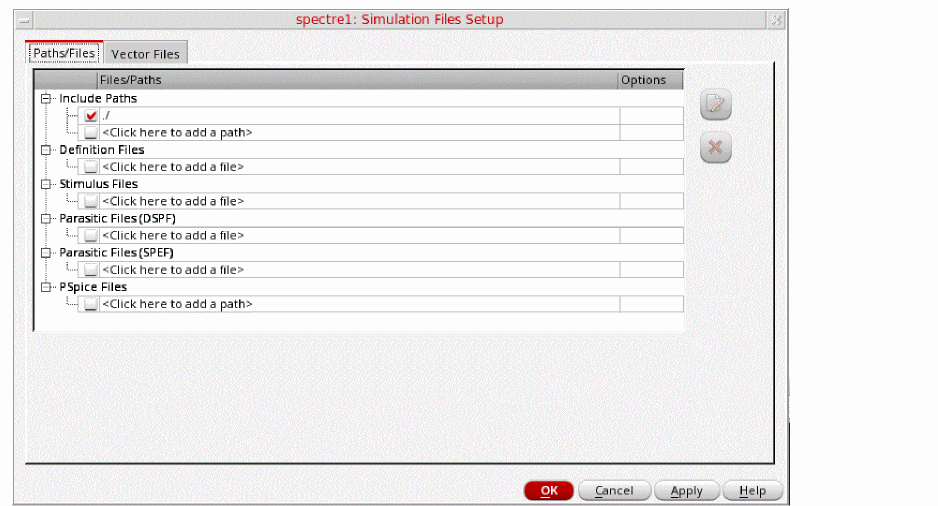 spectre1: Simulation Files Setup
Paths/Files Vector Files
Files/Paths Options
Include Paths
./
<Click here to add a path>
Definition Files
<Click here to add a file>
Stimulus Files
<Click here to add a file>
Parasitic Files (DSPF)
<Click here to add a file>
Parasitic Files (SPEF)
<Click here to add a file>
PSpice Files
<Click here to add a path>
OK Cancel Apply Help